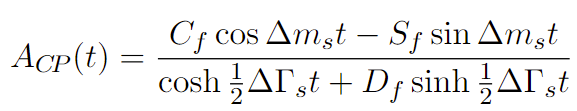 A_{CP}(t) = \frac{C_f \cos \Delta m_s t - S_f \sin \Delta m_s t}{\cosh \frac{1}{2} \Delta \Gamma_s t + D_f \sinh \frac{1}{2} \Delta \Gamma_s t}